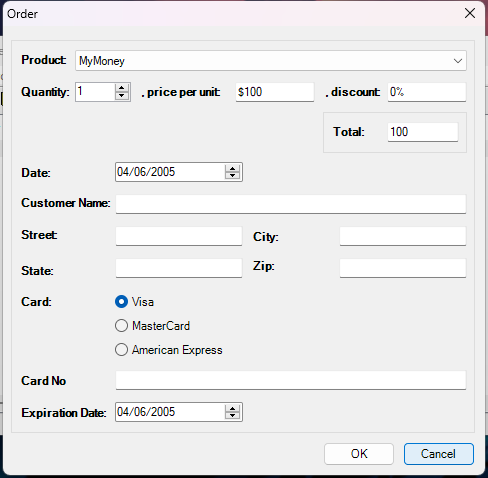 Order
Product: MyMoney
Quantity: 1 , price per unit: $100 , discount: 0%
Total: 100
Date: 04/06/2005
Customer Name:
Street: City:
State: Zip:
Card: Visa
MasterCard
American Express
Card No
Expiration Date: 04/06/2005
OK Cancel